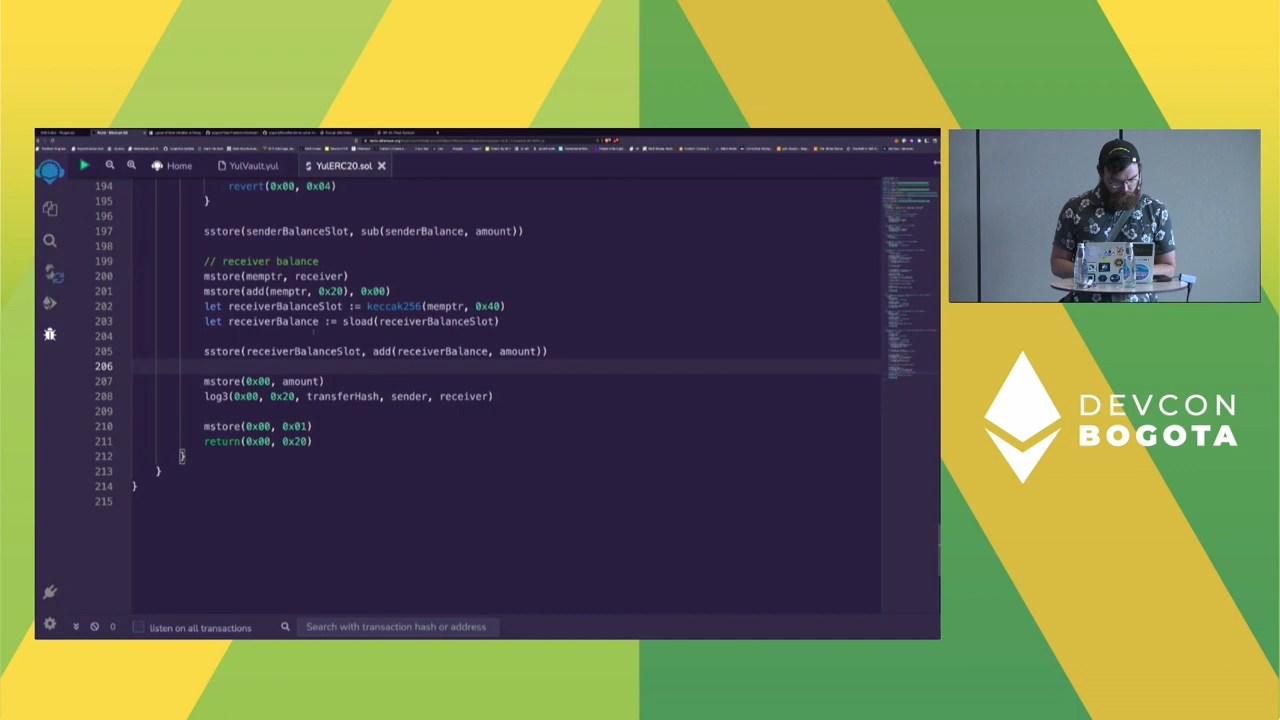 Home
YulVault.yul
YulERC20.sol
194 revert(0x00, 0x04)
195 }
196
197 sstore(senderBalanceSlot, sub(senderBalance, amount))
198
199 // receiver balance
200 mstore(memptr, receiver)
201 mstore(add(memptr, 0x20), 0x00)
202 let receiverBalanceSlot := keccak256(memptr, 0x40)
203 let receiverBalance := sload(receiverBalanceSlot)
204
205 sstore(receiverBalanceSlot, add(receiverBalance, amount))
206
207 mstore(0x00, amount)
208 log3(0x00, 0x20, transferHash, sender, receiver)
209
210 mstore(0x00, 0x01)
211 return(0x00, 0x20)
212 }
213 }
214 }
215
0 listen on all transactions Search with transaction hash or address
DEVCON
BOGOTA